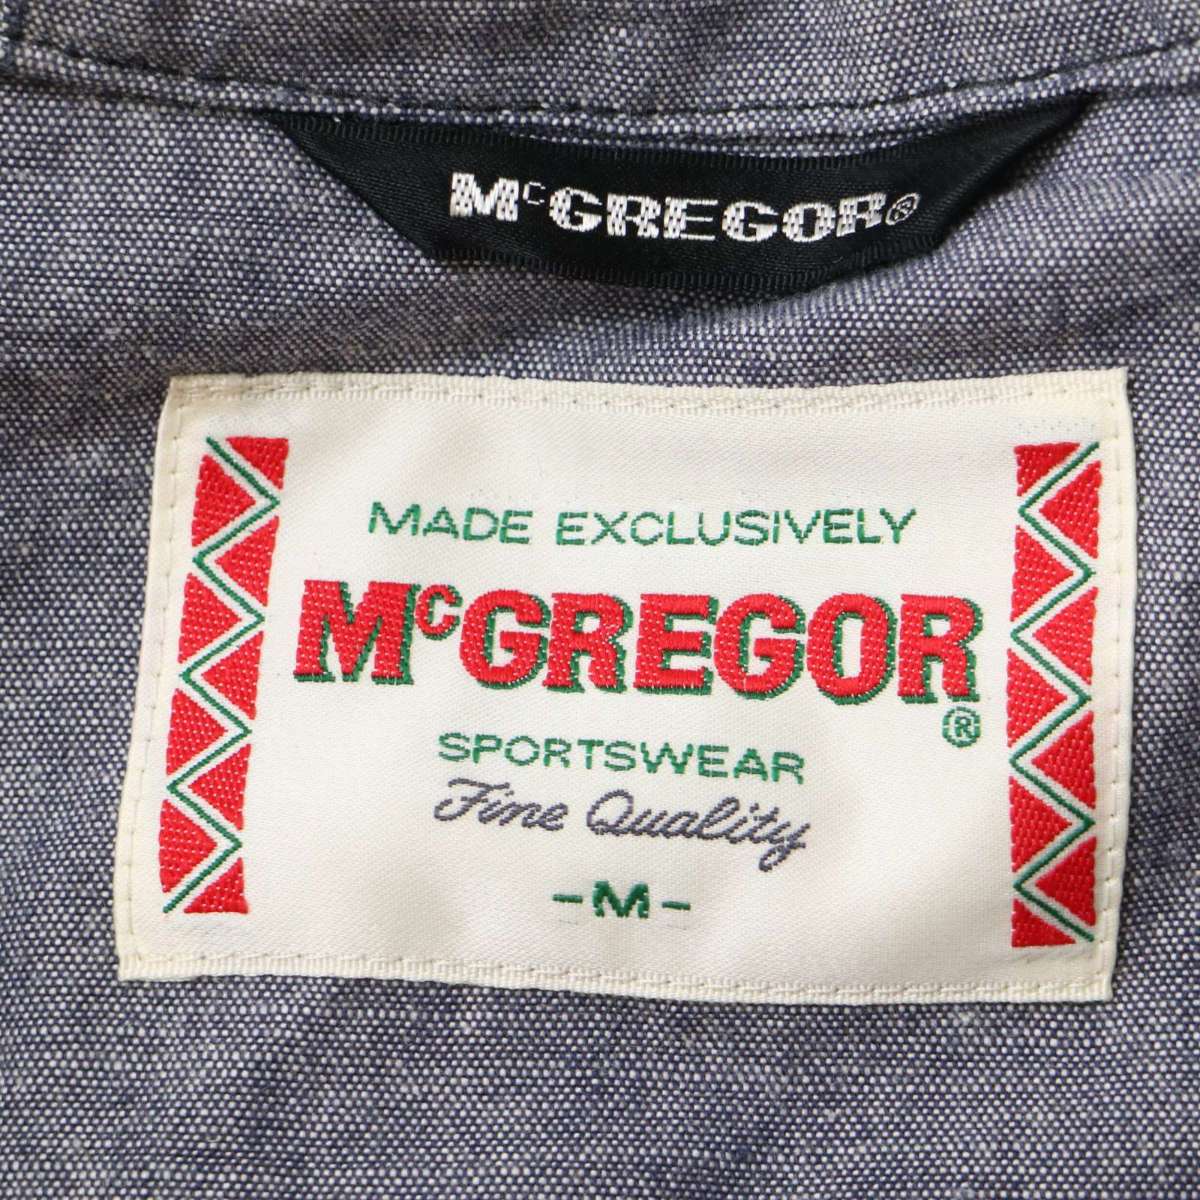 McGREGOR®
MADE EXCLUSIVELY
McGREGOR®
SPORTSWEAR
Fine Quality
-M-